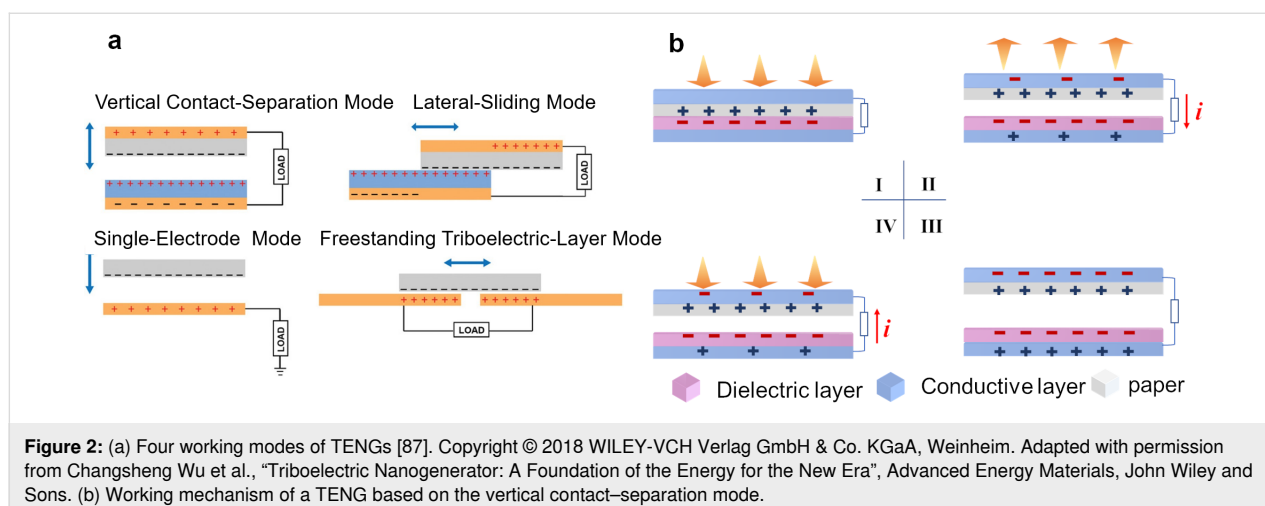 a
Vertical Contact-Separation Mode
LOAD
Lateral-Sliding Mode
LOAD
Single-Electrode Mode
LOAD
Freestanding Triboelectric-Layer Mode
LOAD
b
i
I II
IV III
i
Dielectric layer Conductive layer paper
Figure 2: (a) Four working modes of TENGs [87]. Copyright © 2018 WILEY-VCH Verlag GmbH & Co. KGaA, Weinheim. Adapted with permission
from Changsheng Wu et al., “Triboelectric Nanogenerator: A Foundation of the Energy for the New Era”, Advanced Energy Materials, John Wiley and
Sons. (b) Working mechanism of a TENG based on the vertical contact–separation mode.